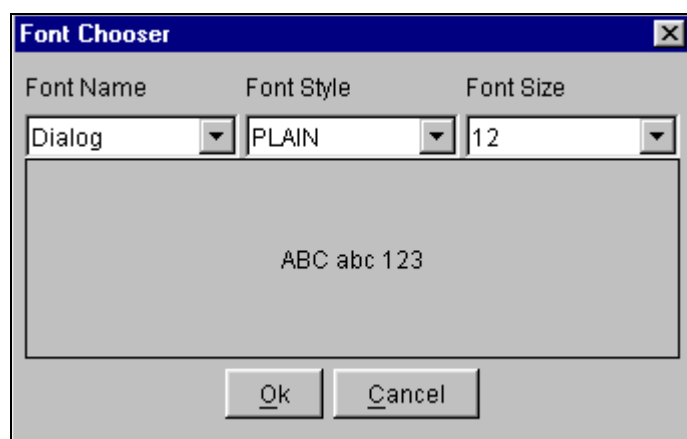 Font Chooser
Font Name Font Style Font Size
Dialog PLAIN 12
ABC abc 123
Ok Cancel